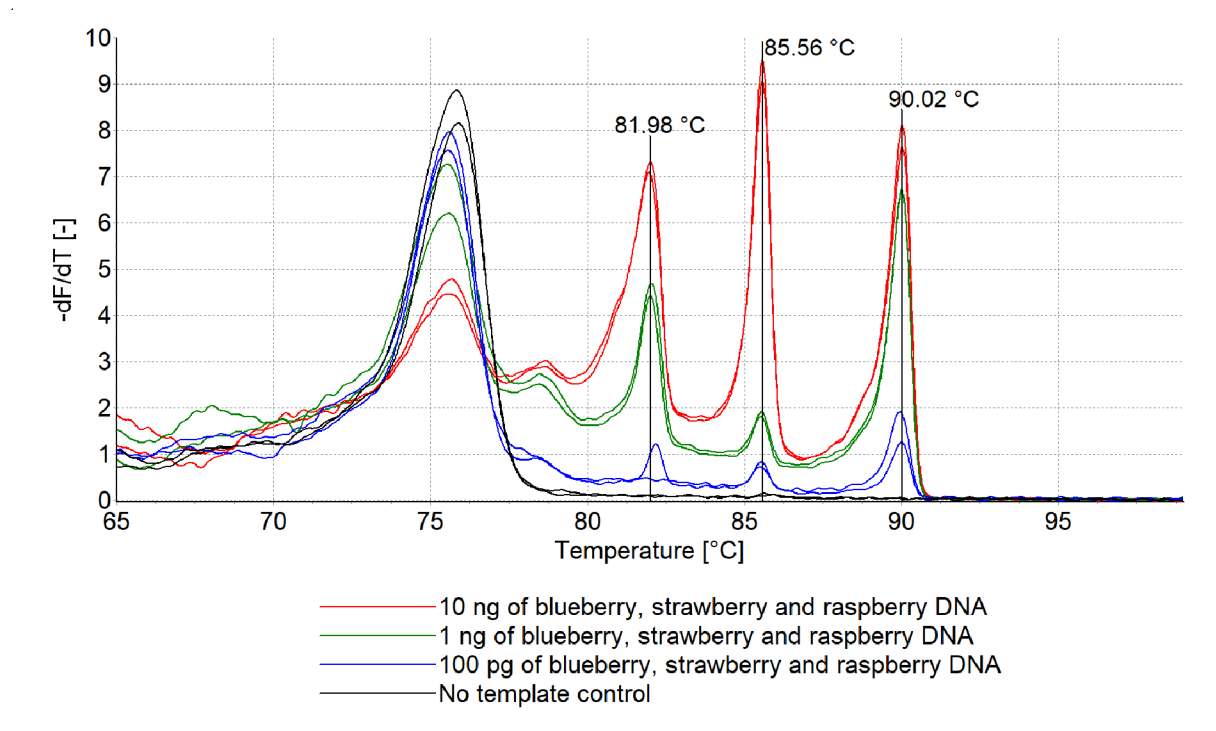 10
85.56 °C
9
90.02 °C
81.98 °C
8
7
6
-dF/dT [-]
5
4
3
2
1
0
65 70 75 80 85 90 95
Temperature [°C]
10 ng of blueberry, strawberry and raspberry DNA
1 ng of blueberry, strawberry and raspberry DNA
100 pg of blueberry, strawberry and raspberry DNA
No template control